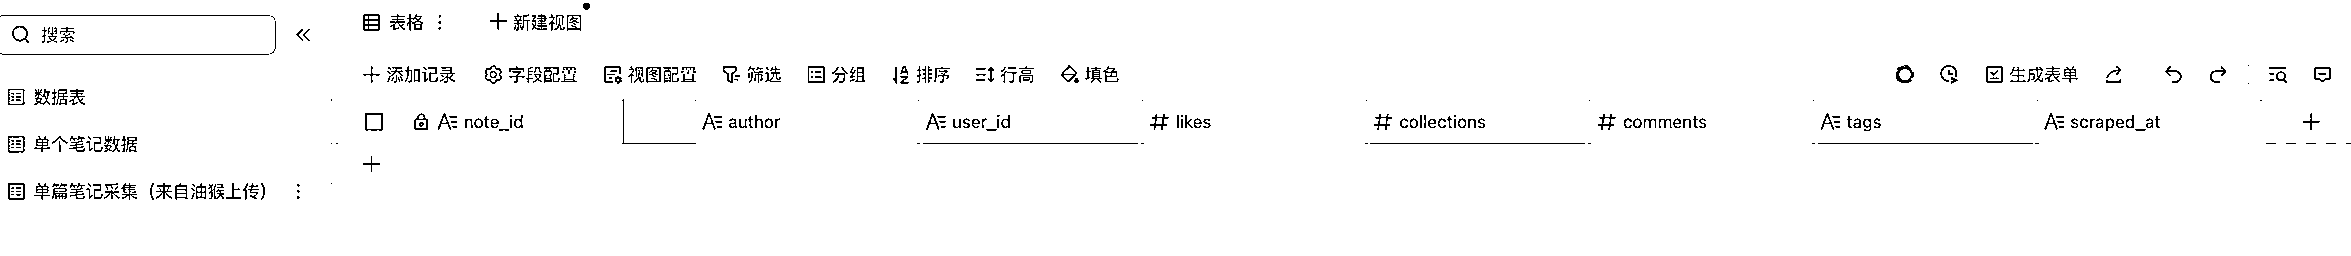 搜索
表格 新建视图
添加记录 字段配置 视图配置 筛选 分组 排序 行高 填色 生成表单
数据表
单个笔记数据
单篇笔记采集（来自油猴上传）
note_id author user_id likes collections comments tags scraped_at